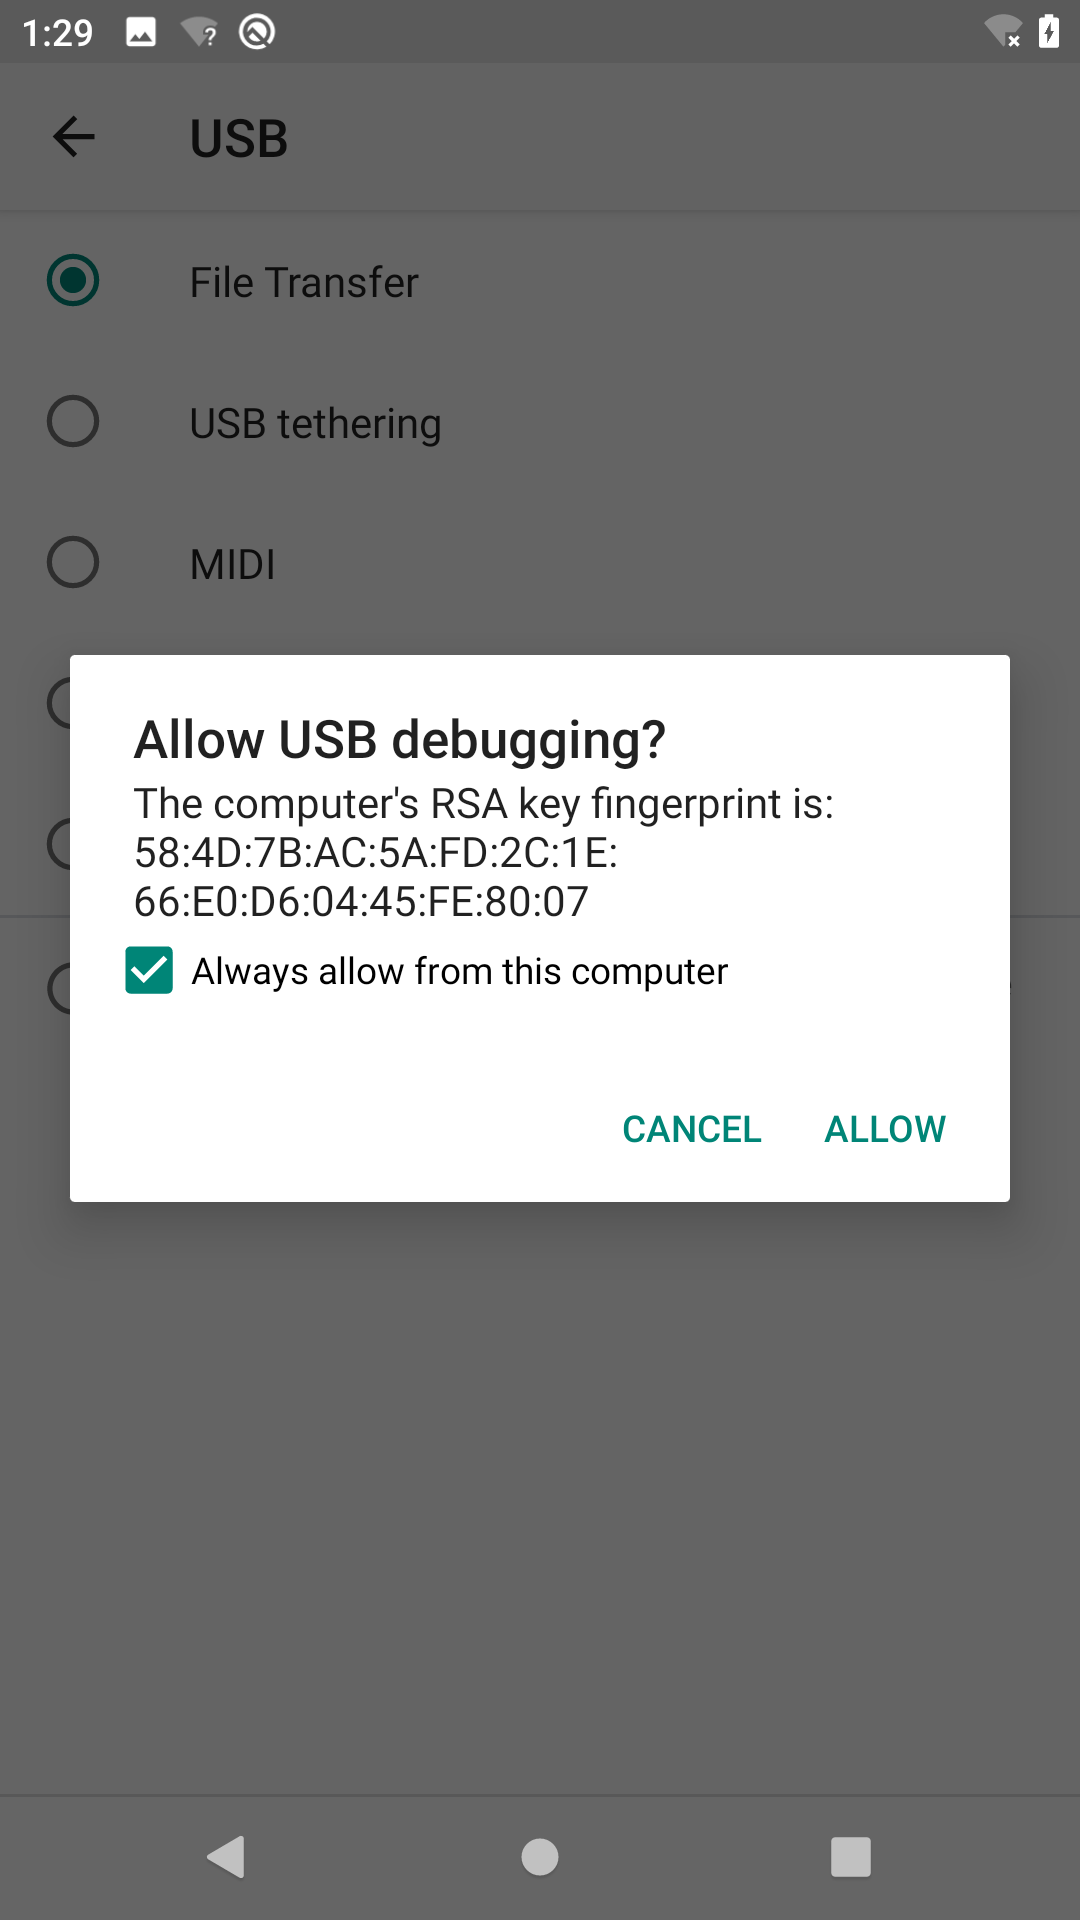 1:29
USB
File Transfer
USB tethering
MIDI
Allow USB debugging?
The computer's RSA key fingerprint is:
58:4D:7B:AC:5A:FD:2C:1E:
66:E0:D6:04:45:FE:80:07
Always allow from this computer
CANCEL
ALLOW